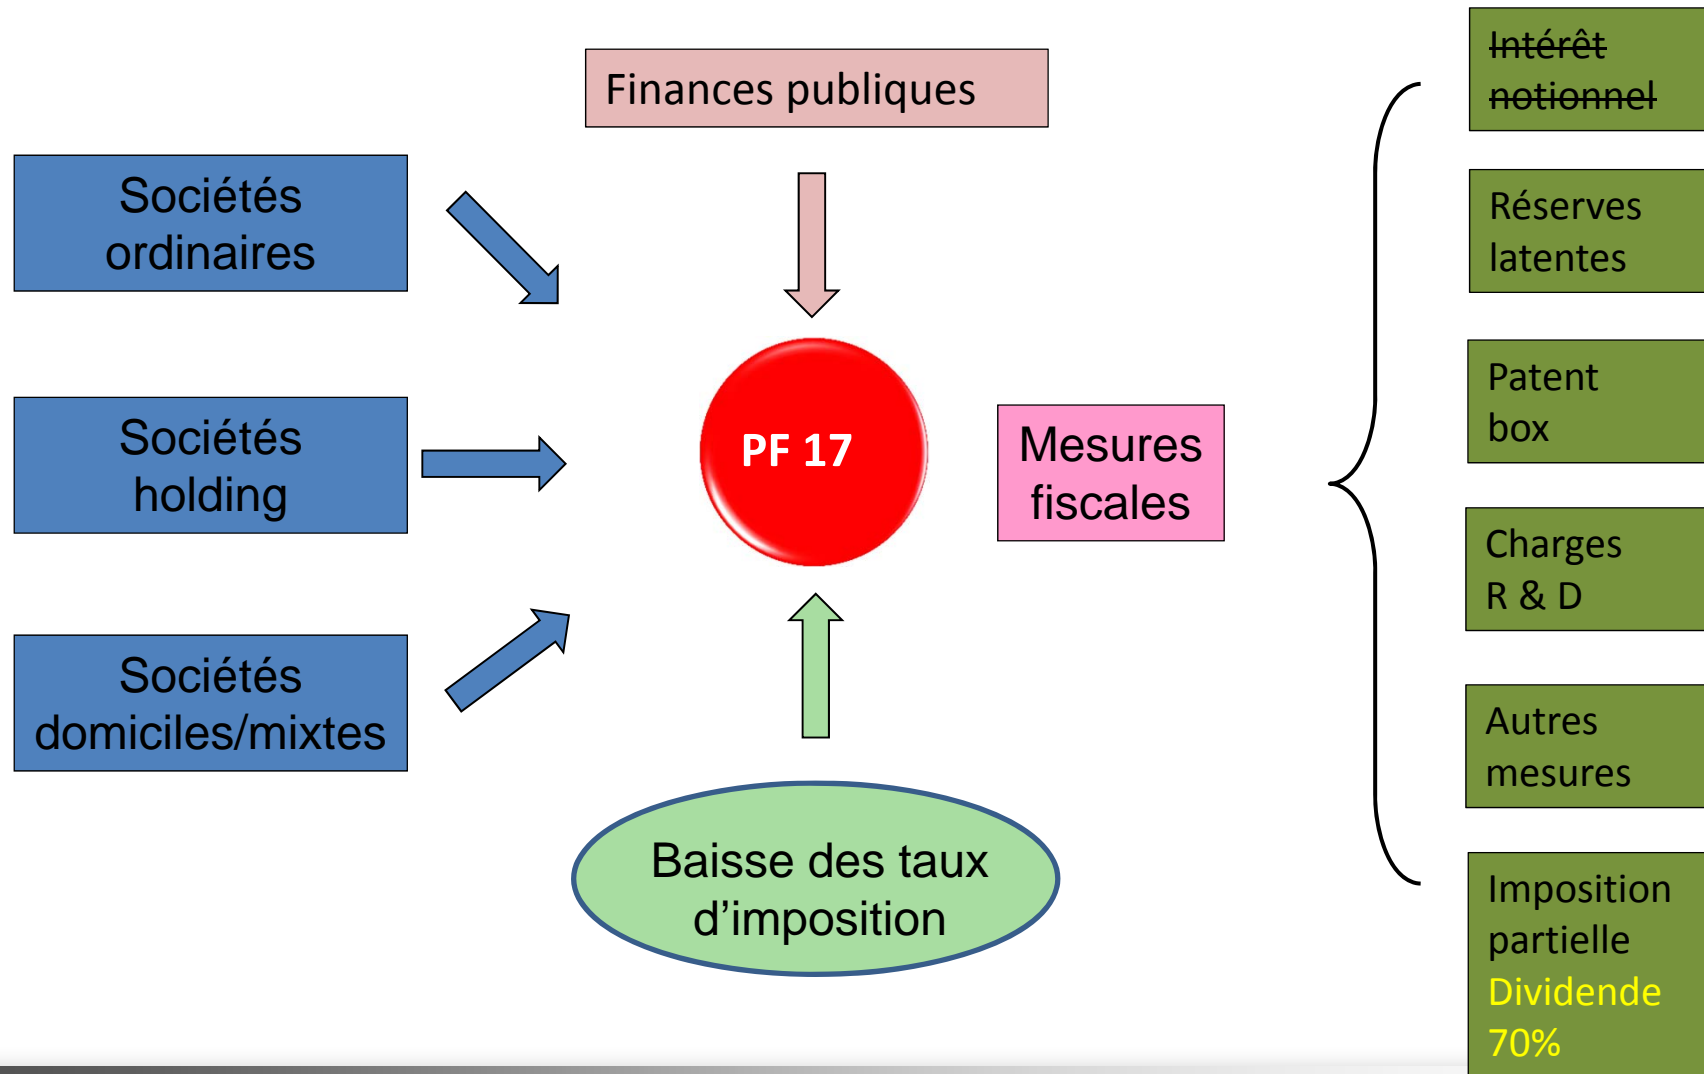 Finances publiques
Sociétés
ordinaires
Sociétés
holding
Sociétés
domiciles/mixtes
PF 17
Baisse des taux
d’imposition
Mesures
fiscales
Intérêt
notionnel
Réserves
latentes
Patent
box
Charges
R & D
Autres
mesures
Imposition
partielle
Dividende
70%